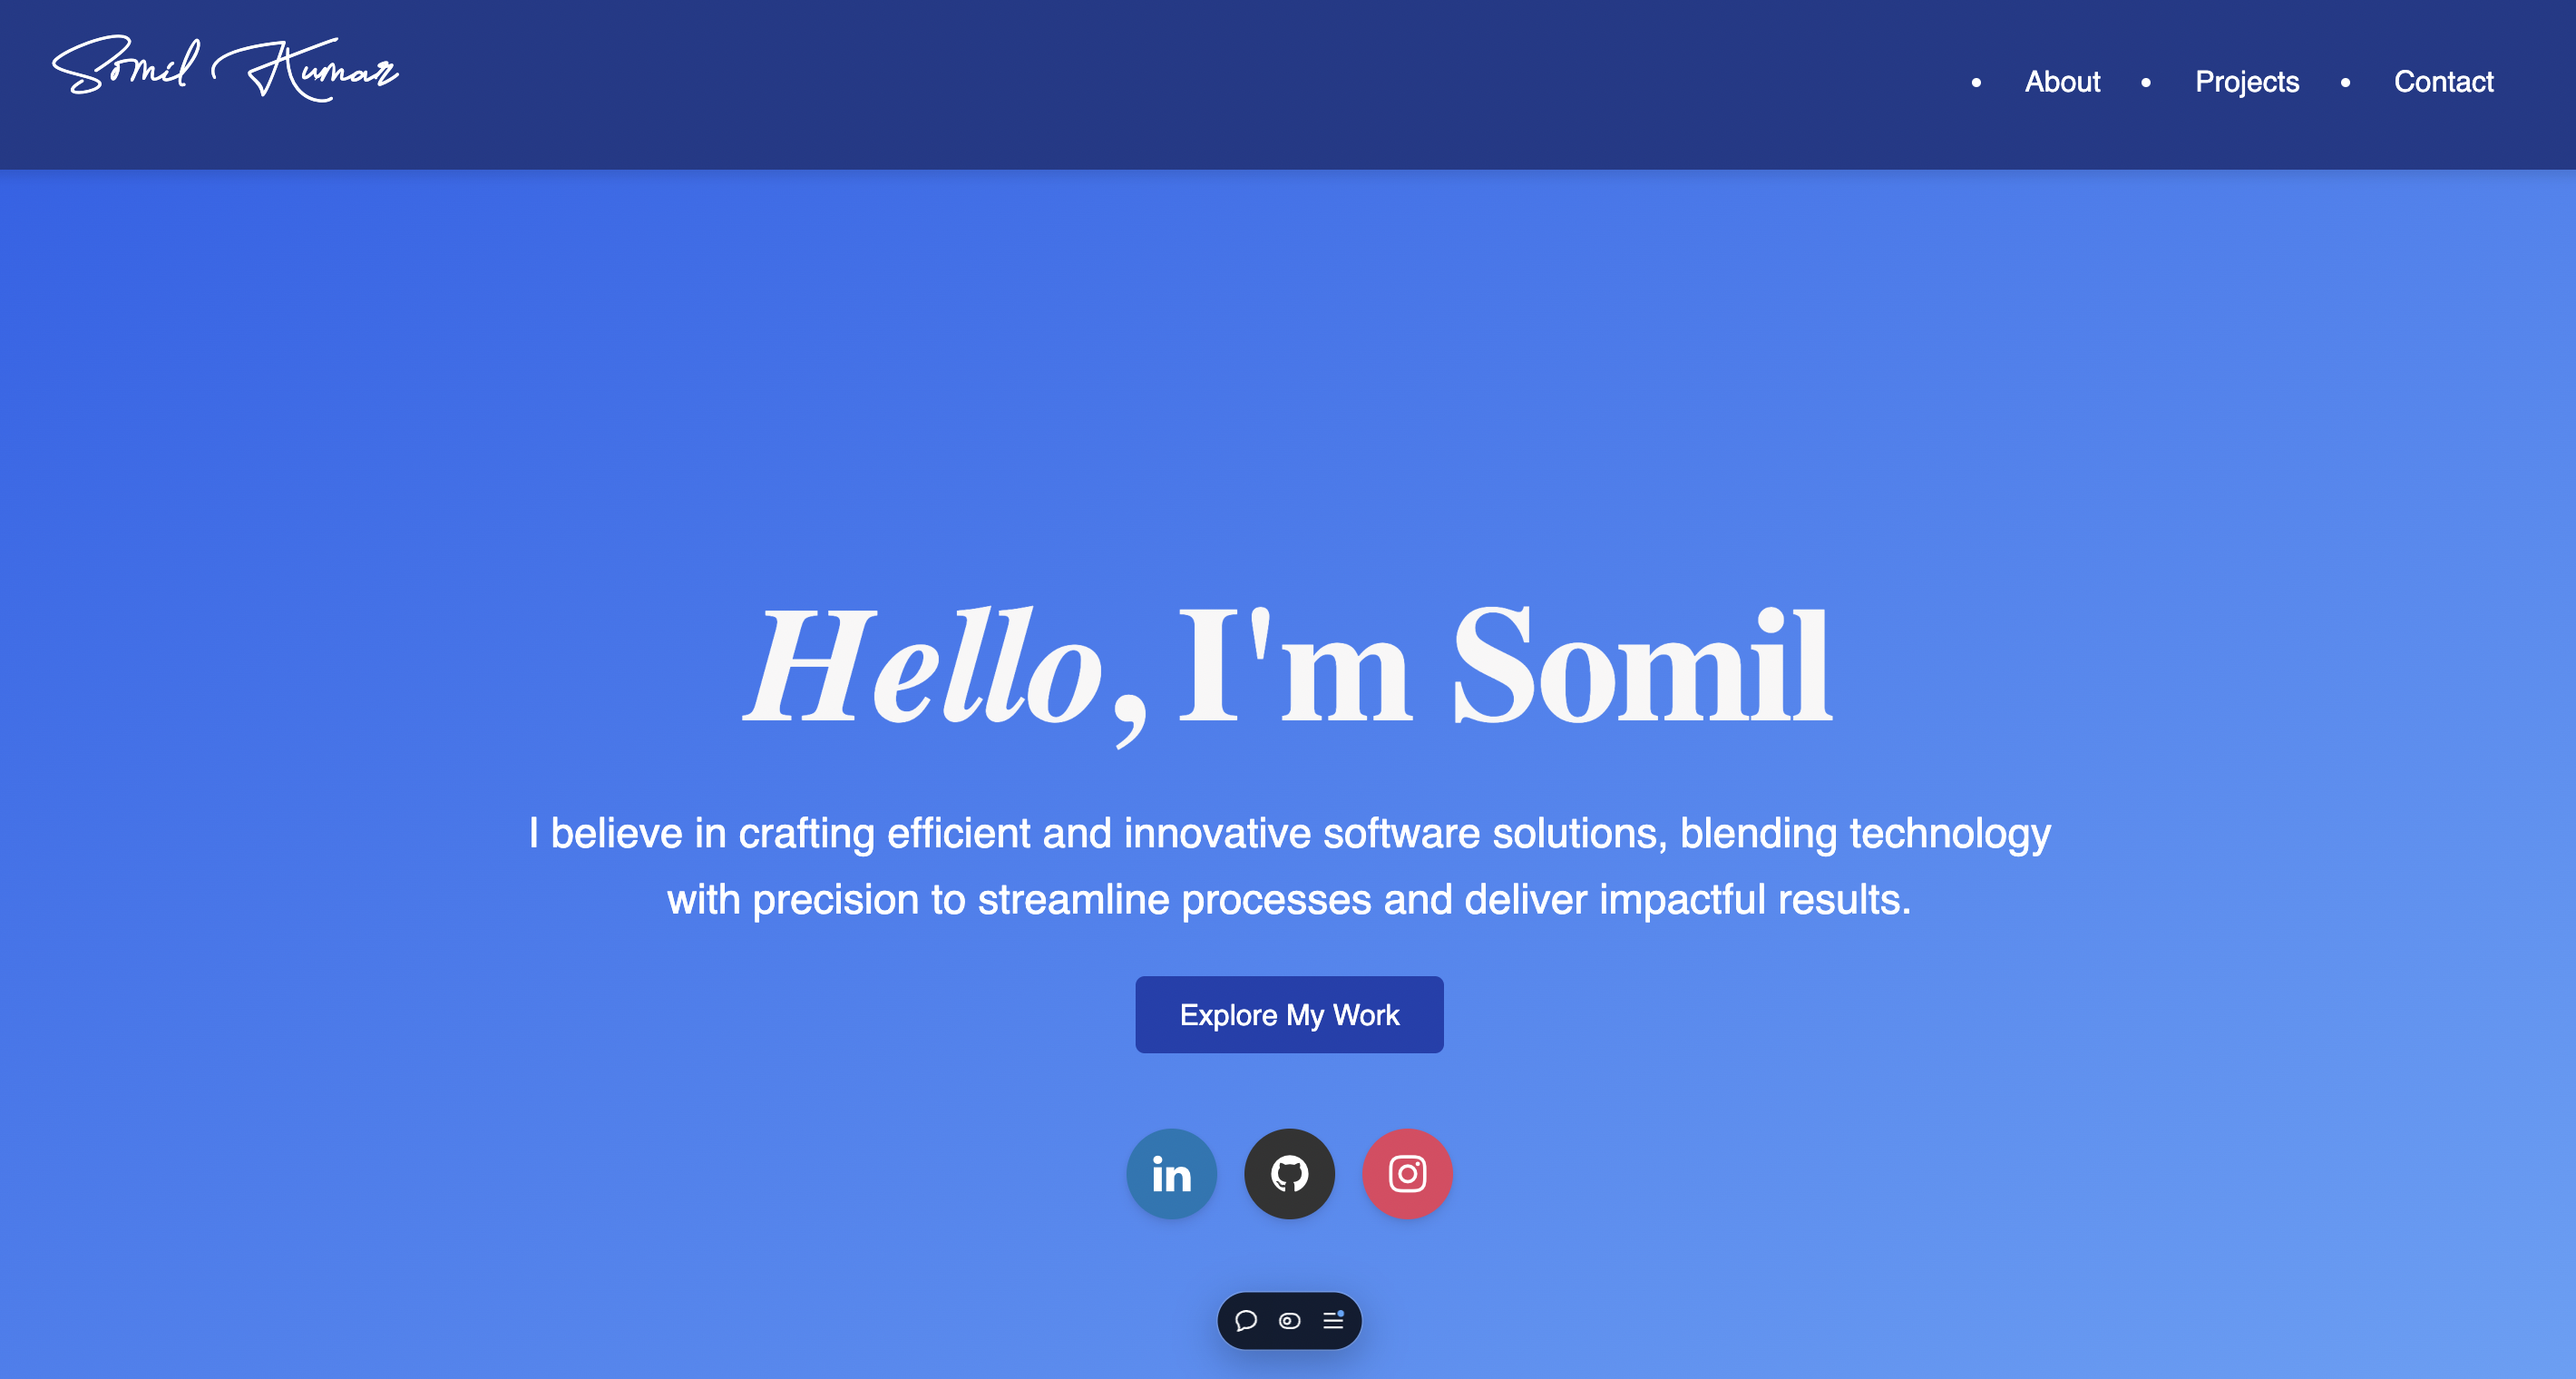 Somil Kumar
• About • Projects • Contact
Hello, I'm Somil
I believe in crafting efficient and innovative software solutions, blending technology
with precision to streamline processes and deliver impactful results.
Explore My Work
in